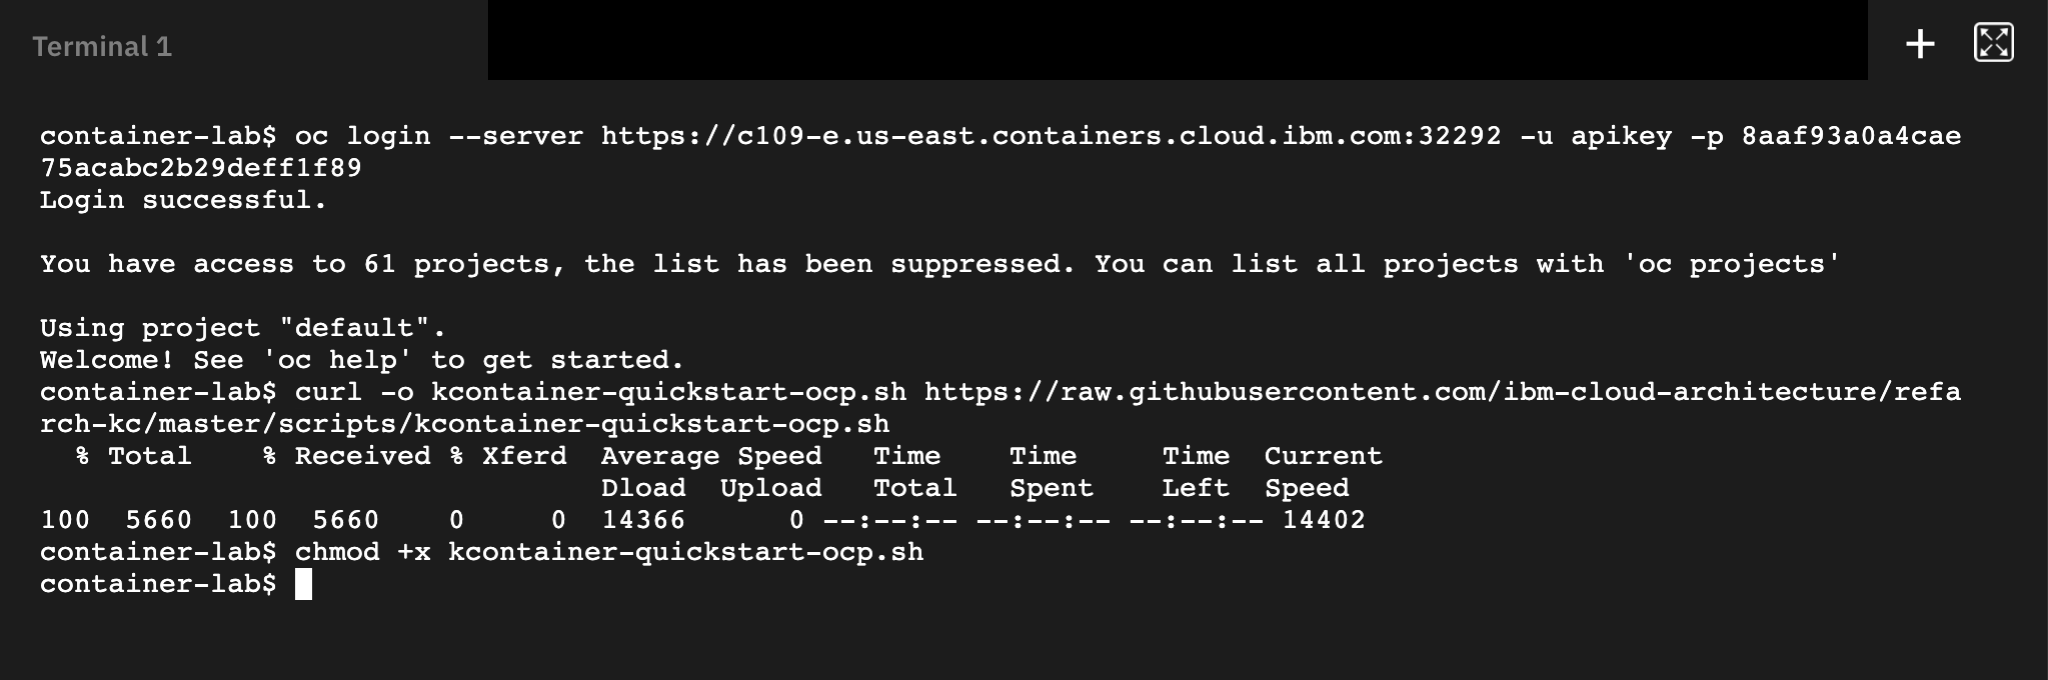 Terminal 1
container-lab$ oc login --server https://c109-e.us-east.containers.cloud.ibm.com:32292 -u apikey -p 8aaf93a0a4cae
75acabc2b29deff1f89
Login successful.
You have access to 61 projects, the list has been suppressed. You can list all projects with 'oc projects'
Using project "default".
Welcome! See 'oc help' to get started.
container-lab$ curl -o kcontainer-quickstart-ocp.sh https://raw.githubusercontent.com/ibm-cloud-architecture/refa
rch-kc/master/scripts/kcontainer-quickstart-ocp.sh
% Total % Received % Xferd Average Speed Time Time Time Current
Dload Upload Total Spent Left Speed
100 5660 100 5660 0 0 14366 0 --:--:-- --:--:-- --:--:-- 14402
container-lab$ chmod +x kcontainer-quickstart-ocp.sh
container-lab$